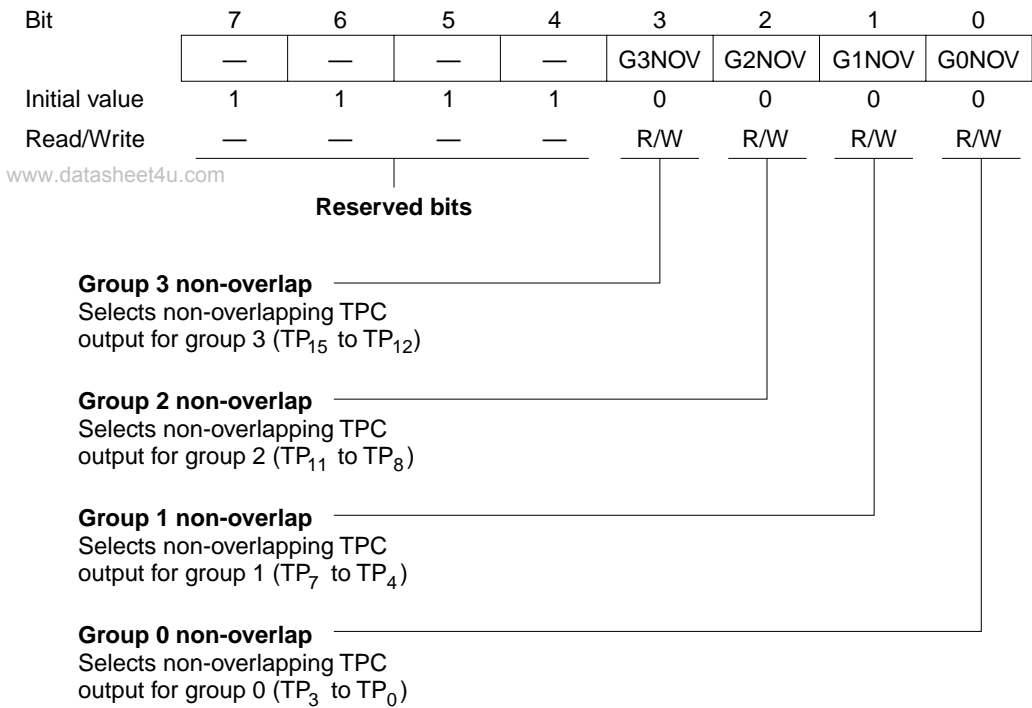 Bit 7 6 5 4 3 2 1 0
— — — — G3NOV G2NOV G1NOV G0NOV
Initial value 1 1 1 1 0 0 0 0
Read/Write — — — — R/W R/W R/W R/W
www.datasheet4u.com
Reserved bits
Group 3 non-overlap
Selects non-overlapping TPC
output for group 3 (TP15 to TP12)
Group 2 non-overlap
Selects non-overlapping TPC
output for group 2 (TP11 to TP8)
Group 1 non-overlap
Selects non-overlapping TPC
output for group 1 (TP7 to TP4)
Group 0 non-overlap
Selects non-overlapping TPC
output for group 0 (TP3 to TP0)